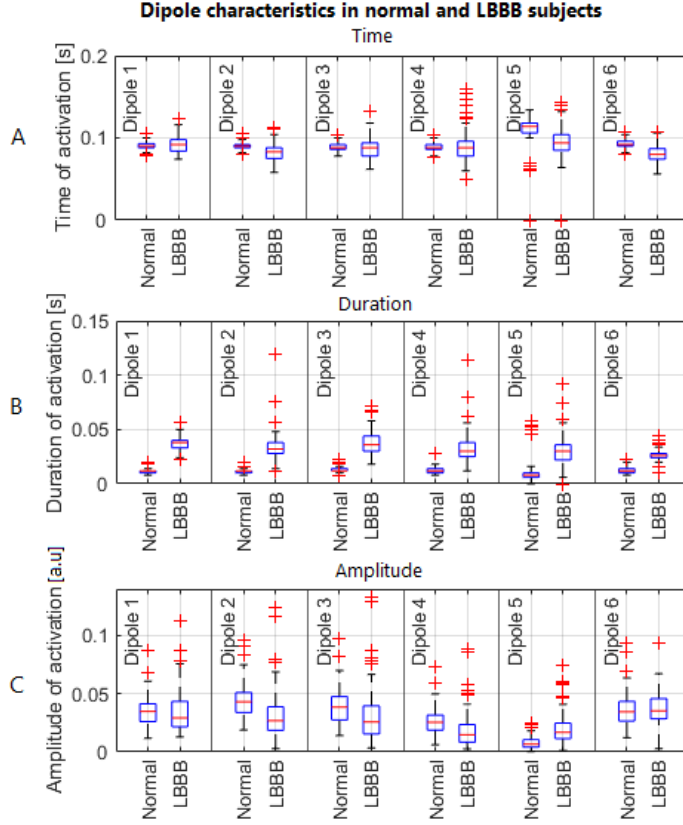 Dipole characteristics in normal and LBBB subjects
Time
A
Time of activation [s]
0.2
0.1
0
Dipole 1
Dipole 2
Dipole 3
Dipole 4
Dipole 5
Dipole 6
Normal
LBBB
Normal
LBBB
Normal
LBBB
Normal
LBBB
Normal
LBBB
Normal
LBBB
Duration
B
Duration of activation [s]
0.15
0.1
0.05
0
Dipole 1
Dipole 2
Dipole 3
Dipole 4
Dipole 5
Dipole 6
Normal
LBBB
Normal
LBBB
Normal
LBBB
Normal
LBBB
Normal
LBBB
Normal
LBBB
Amplitude
C
Amplitude of activation [a.u]
0.1
0.05
0
Dipole 1
Dipole 2
Dipole 3
Dipole 4
Dipole 5
Dipole 6
Normal
LBBB
Normal
LBBB
Normal
LBBB
Normal
LBBB
Normal
LBBB
Normal
LBBB